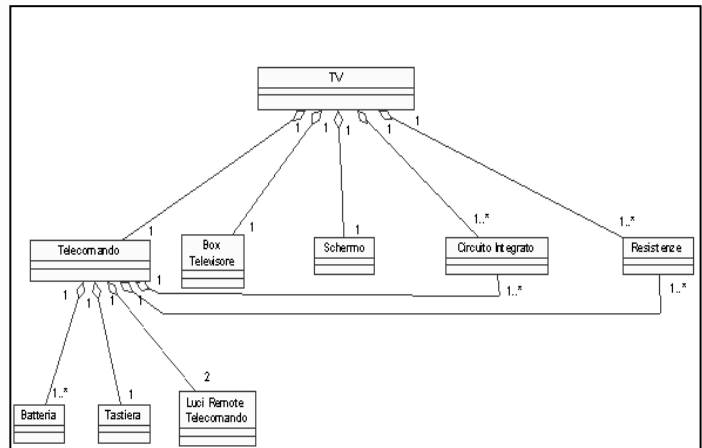 TV
1 1 1 1 1
1 1 1 1..* 1..*
Telecomando
Box
Televisore
Schermo
Circuito Integrato
Resistenze
1 1 1 1 1
1..* 1..*
1..* 1 2
Batteria
Tastiera
Luci Remote
Telecomando